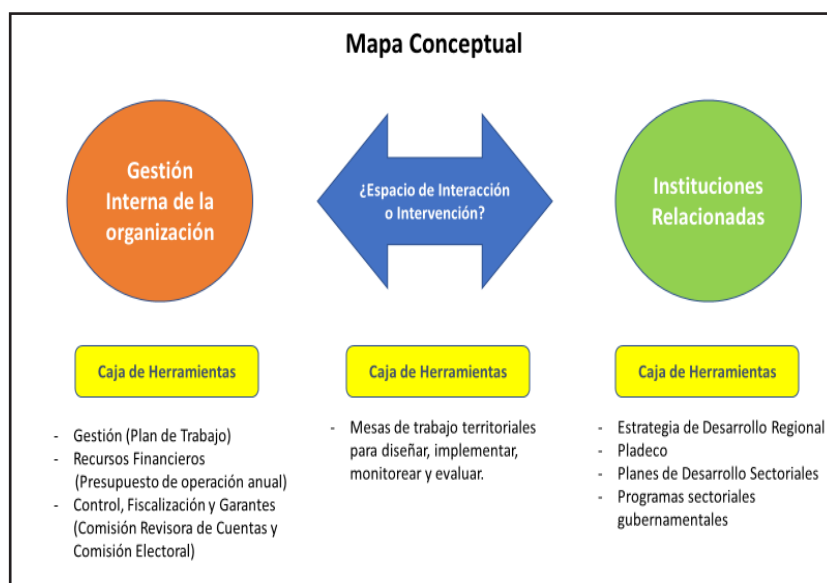 Mapa Conceptual
Gestión
Interna de la
organización
¿Espacio de Interacción
o Intervención?
Instituciones
Relacionadas
Caja de Herramientas
- Gestión (Plan de Trabajo)
- Recursos Financieros
(Presupuesto de operación anual)
- Control, Fiscalización y Garantes
(Comisión Revisora de Cuentas y
Comisión Electoral)
Caja de Herramientas
- Mesas de trabajo territoriales
para diseñar, implementar,
monitorear y evaluar.
Caja de Herramientas
- Estrategia de Desarrollo Regional
- Pladeco
- Planes de Desarrollo Sectoriales
- Programas sectoriales
gubernamentales